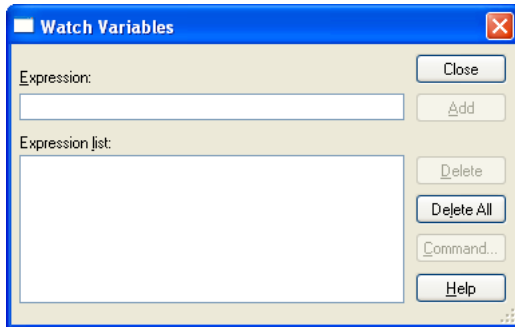 Watch Variables
Expression:
Close
Add
Expression list:
Delete
Delete All
Command...
Help